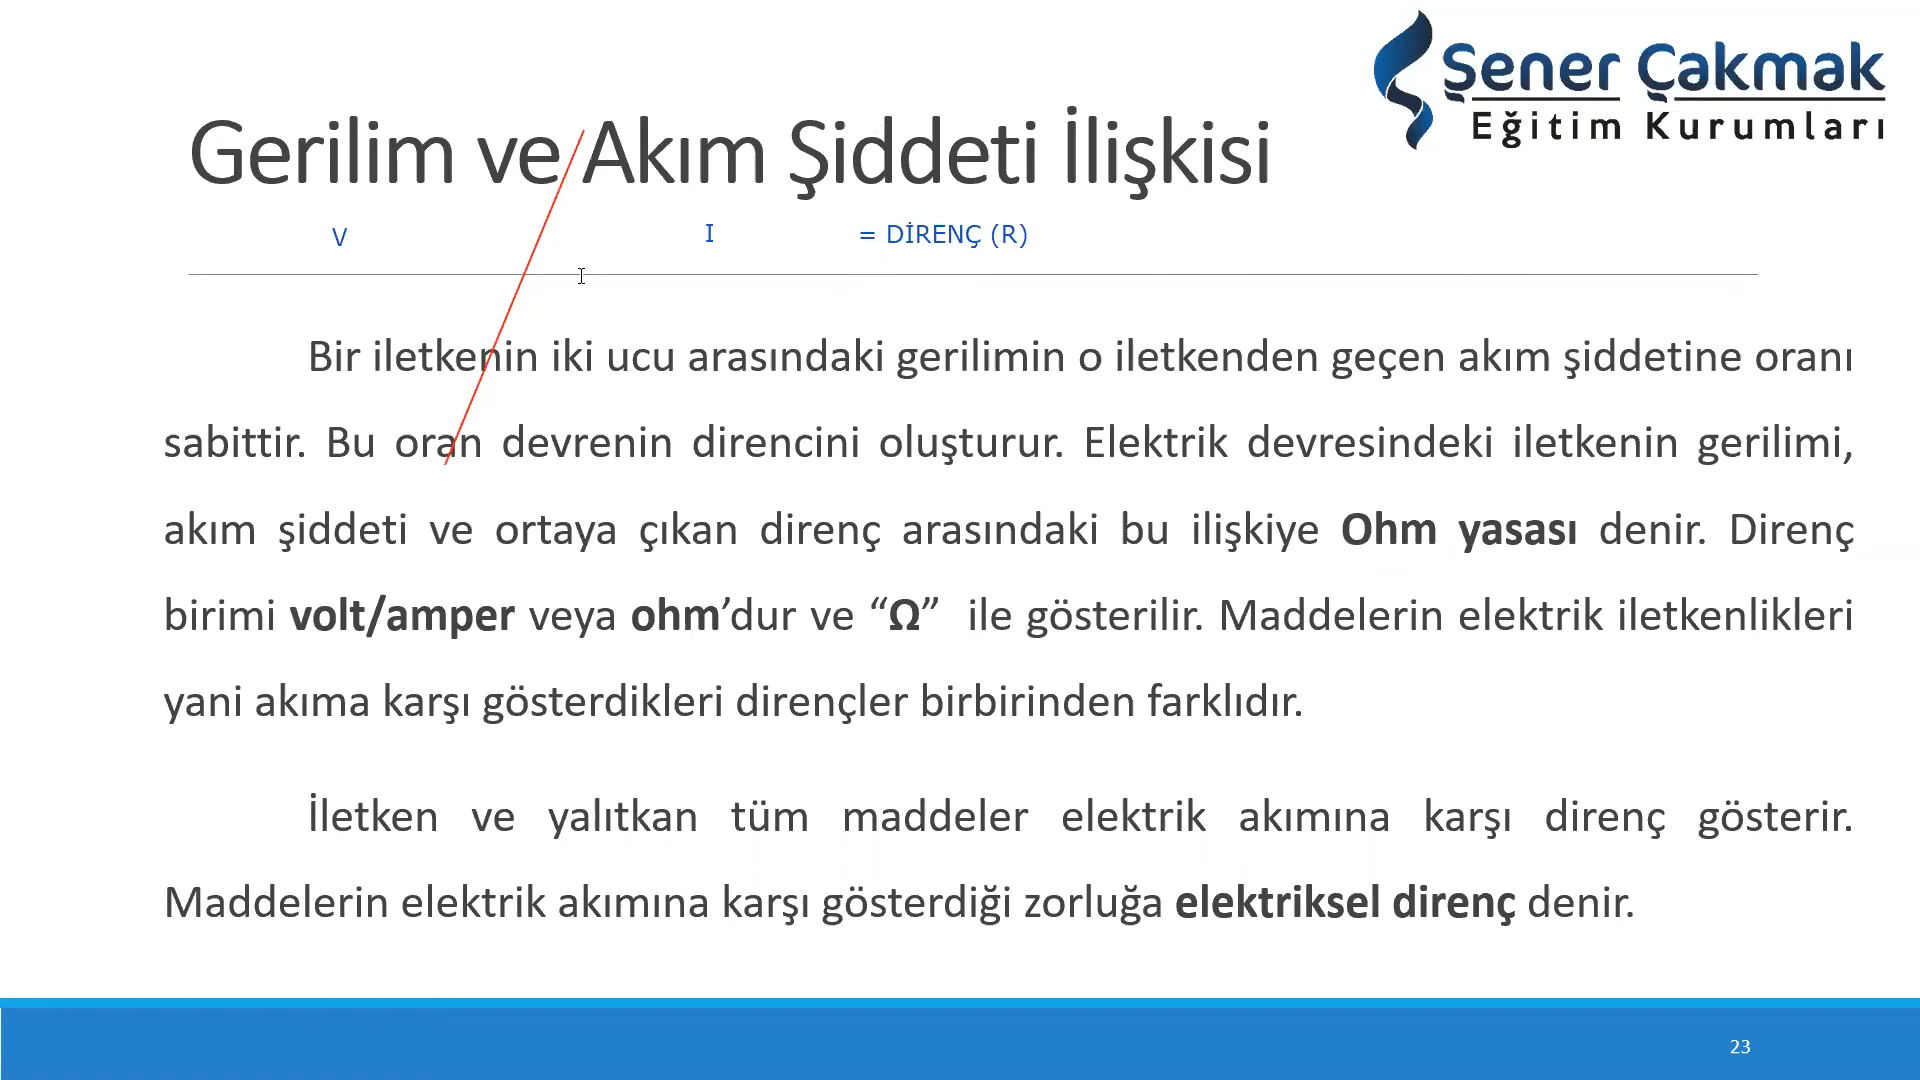 Şener Çakmak
Eğitim Kurumları
Gerilim ve Akım Şiddeti İlişkisi
V I = DİRENÇ (R)
Bir iletkenin iki ucu arasındaki gerilimin o iletkenden geçen akım şiddetine oranı
sabittir. Bu oran devrenin direncini oluşturur. Elektrik devresindeki iletkenin gerilimi,
akım şiddeti ve ortaya çıkan direnç arasındaki bu ilişkiye Ohm yasası denir. Direnç
birimi volt/amper veya ohm’dur ve “Ω” ile gösterilir. Maddelerin elektrik iletkenlikleri
yani akıma karşı gösterdikleri dirençler birbirinden farklıdır.
İletken ve yalıtkan tüm maddeler elektrik akımına karşı direnç gösterir.
Maddelerin elektrik akımına karşı gösterdiği zorluğa elektriksel direnç denir.
23